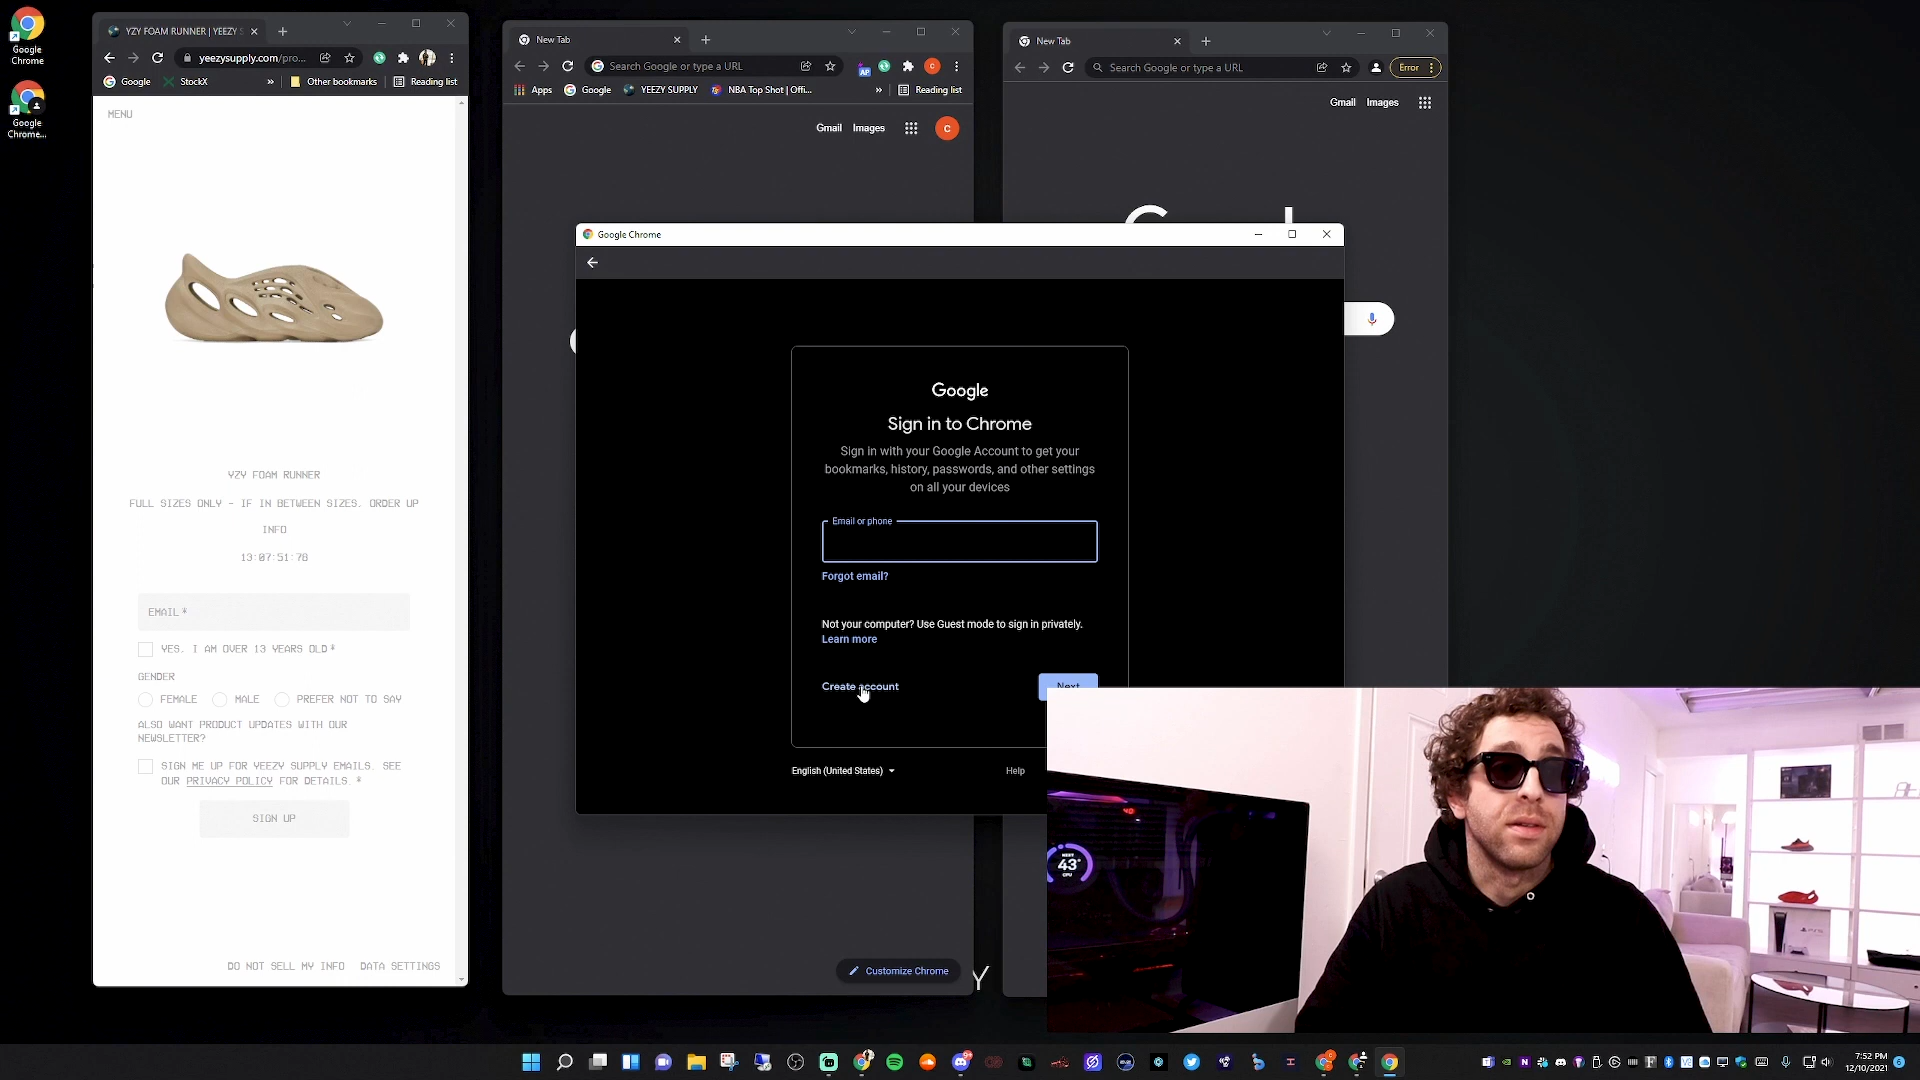 Google
Chrome
Google
Chrome...
YZY FOAM RUNNER | YEEZY S
yeezysupply.com/pro...
Google
StockX
»
Other bookmarks
Reading list
MENU
YZY FOAM RUNNER
FULL SIZES ONLY - IF IN BETWEEN SIZES, ORDER UP
INFO
13:07:51:78
EMAIL*
YES, I AM OVER 13 YEARS OLD*
GENDER
FEMALE
MALE
PREFER NOT TO SAY
ALSO WANT PRODUCT UPDATES WITH OUR
NEWSLETTER?
SIGN ME UP FOR YEEZY SUPPLY EMAILS. SEE
OUR PRIVACY POLICY FOR DETAILS.*
SIGN UP
DO NOT SELL MY INFO
DATA SETTINGS
New Tab
Search Google or type a URL
AP
C
Apps
Google
YEEZY SUPPLY
NBA Top Shot | Offi...
»
Reading list
Gmail
Images
C
Customize Chrome
New Tab
Search Google or type a URL
Error
Gmail
Images
Google Chrome
Google
Sign in to Chrome
Sign in with your Google Account to get your
bookmarks, history, passwords, and other settings
on all your devices
Email or phone
Forgot email?
Not your computer? Use Guest mode to sign in privately.
Learn more
Create account
Next
English (United States)
Help
NZXT
43°
CPU
7:52 PM
12/10/2021
6